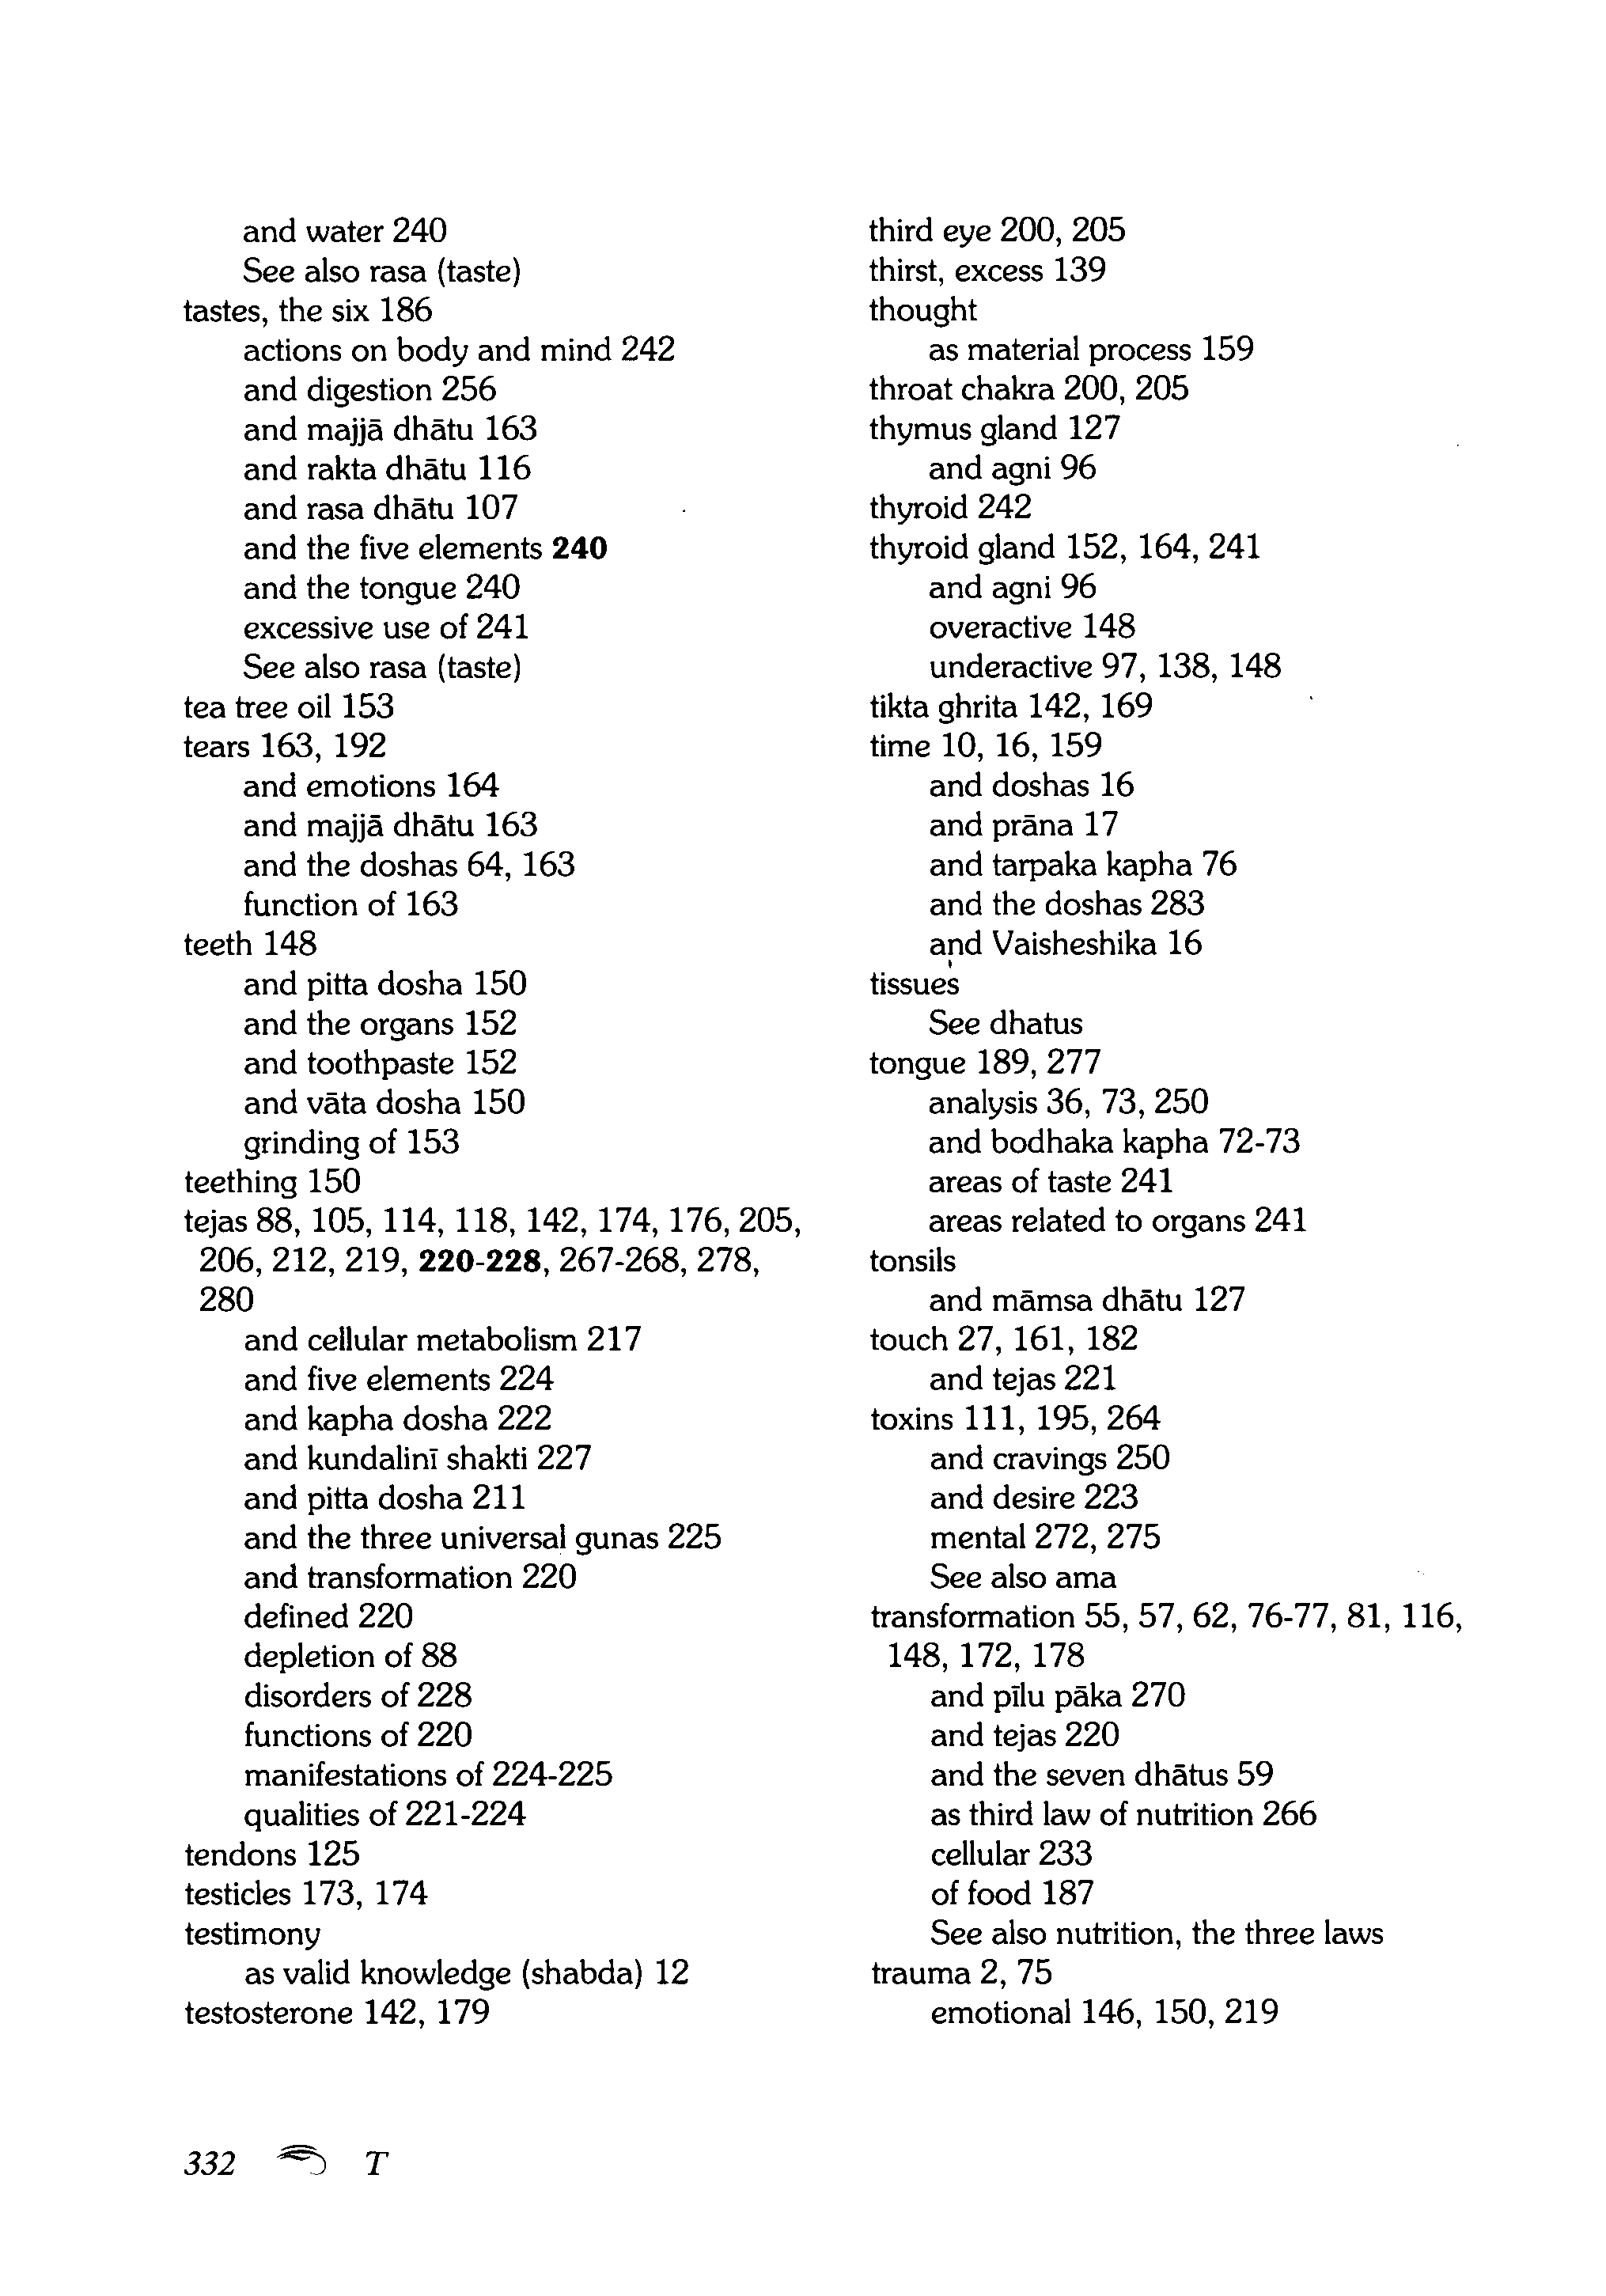 and water 240
See also rasa (taste)
tastes, the six 186
actions on body and mind 242
and digestion 256
and majjā dhātu 163
and rakta dhātu 116
and rasa dhātu 107
and the five elements 240
and the tongue 240
excessive use of 241
See also rasa (taste)
tea tree oil 153
tears 163, 192
and emotions 164
and majjā dhātu 163
and the doshas 64, 163
function of 163
teeth 148
and pitta dosha 150
and the organs 152
and toothpaste 152
and vāta dosha 150
grinding of 153
teething 150
tejas 88, 105, 114, 118, 142, 174, 176, 205,
206, 212, 219, 220-228, 267-268, 278,
280
and cellular metabolism 217
and five elements 224
and kapha dosha 222
and kundalinī shakti 227
and pitta dosha 211
and the three universal gunas 225
and transformation 220
defined 220
depletion of 88
disorders of 228
functions of 220
manifestations of 224-225
qualities of 221-224
tendons 125
testicles 173, 174
testimony
as valid knowledge (shabda) 12
testosterone 142, 179
third eye 200, 205
thirst, excess 139
thought
as material process 159
throat chakra 200, 205
thymus gland 127
and agni 96
thyroid 242
thyroid gland 152, 164, 241
and agni 96
overactive 148
underactive 97, 138, 148
tikta ghrita 142, 169
time 10, 16, 159
and doshas 16
and prāna 17
and tarpaka kapha 76
and the doshas 283
and Vaisheshika 16
tissues
See dhatus
tongue 189, 277
analysis 36, 73, 250
and bodhaka kapha 72-73
areas of taste 241
areas related to organs 241
tonsils
and māmsa dhātu 127
touch 27, 161, 182
and tejas 221
toxins 111, 195, 264
and cravings 250
and desire 223
mental 272, 275
See also ama
transformation 55, 57, 62, 76-77, 81, 116,
148, 172, 178
and pīlu pāka 270
and tejas 220
and the seven dhātus 59
as third law of nutrition 266
cellular 233
of food 187
See also nutrition, the three laws
trauma 2, 75
emotional 146, 150, 219
332 T